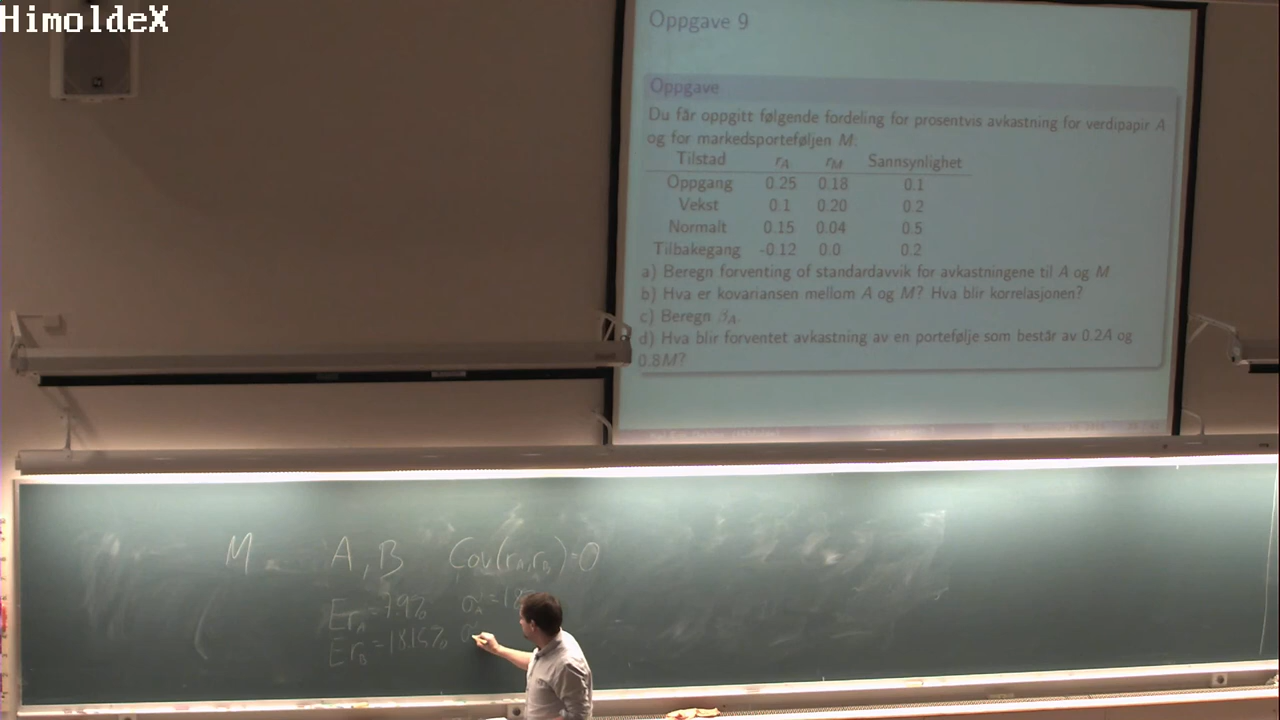 HimoldeX
Oppgave 9
Oppgave
Du får oppgitt følgende fordeling for prosentvis avkastning for verdipapir A
og for markedsporteføljen M:
Tilstad r_A r_M Sannsynlighet
Oppgang 0.25 0.18 0.1
Vekst 0.1 0.20 0.2
Normalt 0.15 0.04 0.5
Tilbakegang -0.12 0.0 0.2
a) Beregn forventing of standardavvik for avkastningene til A og M
b) Hva er kovariansen mellom A og M? Hva blir korrelasjonen?
c) Beregn β_A.
d) Hva blir forventet avkastning av en portefølje som består av 0.2A og
0.8M?
M A, B Cov(r_A, r_B)=0
Er_A = 7.9%
Er_B = 18.15%